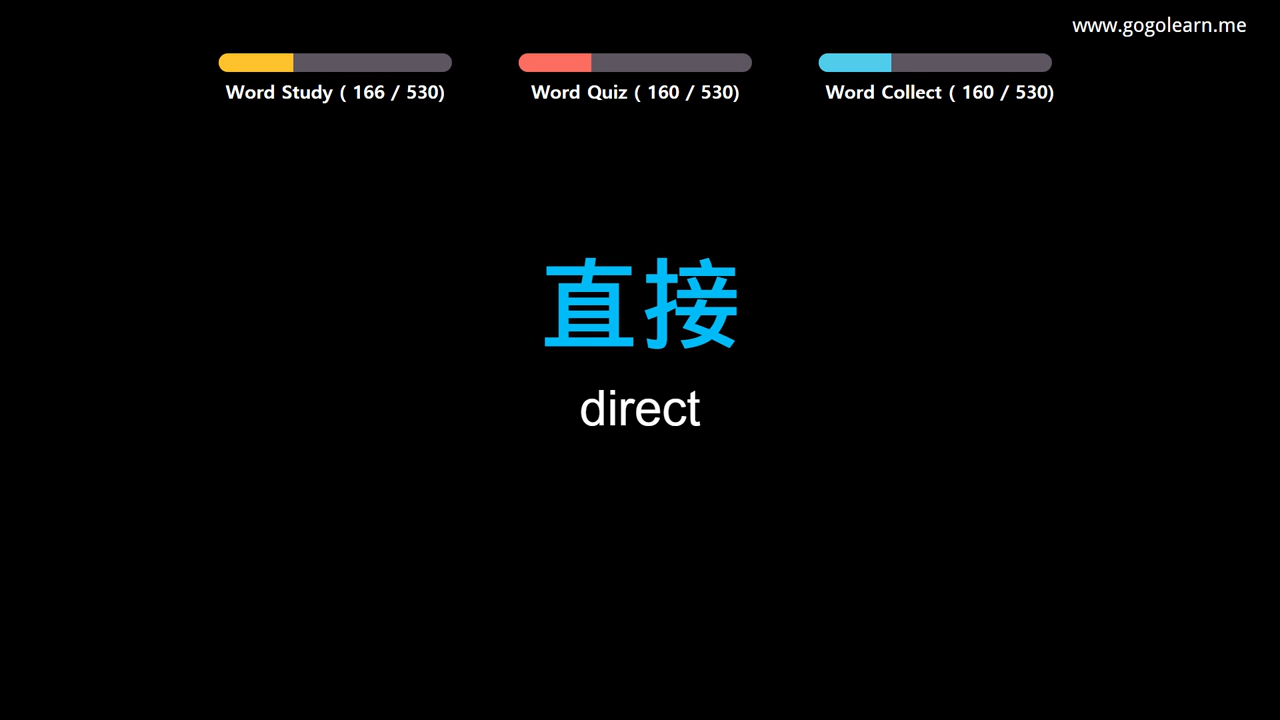 www.gogolearn.me
Word Study ( 166 / 530)
Word Quiz ( 160 / 530)
Word Collect ( 160 / 530)
直接
direct